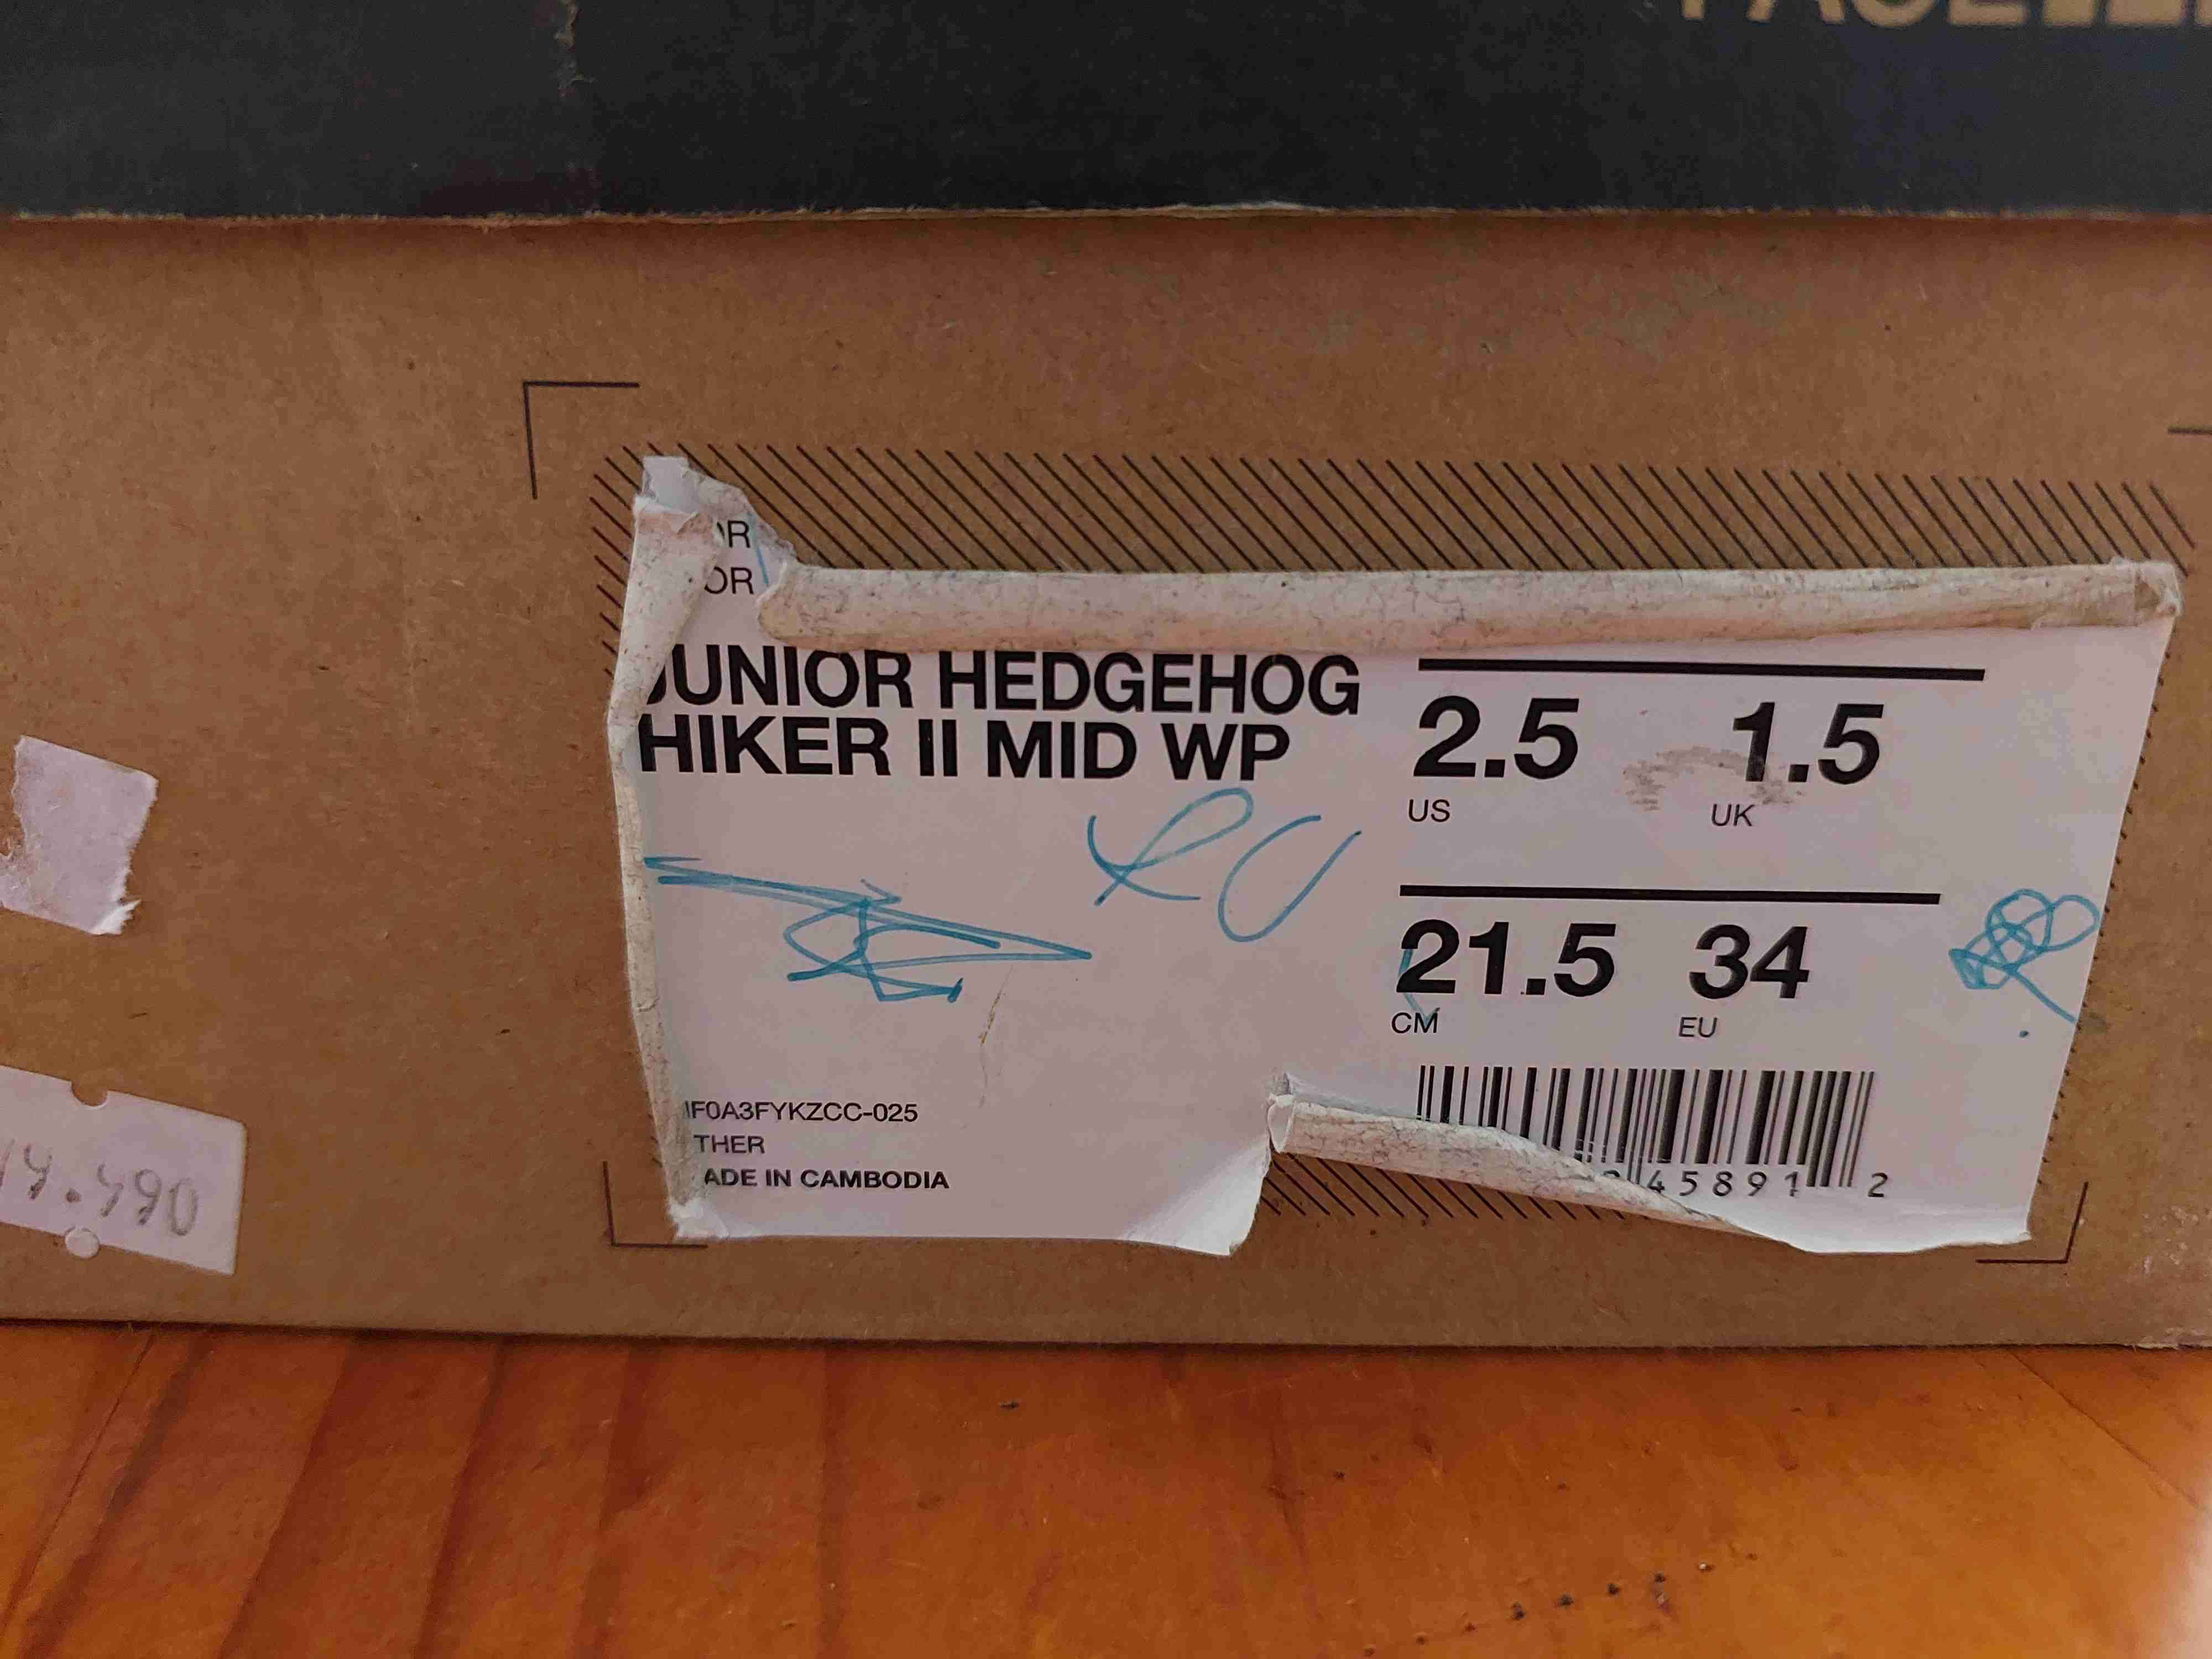 JUNIOR HEDGEHOG
HIKER II MID WP
2.5 1.5
US UK
21.5 34
CM EU
45891 2
F0A3FYKZCC-025
THER
ADE IN CAMBODIA